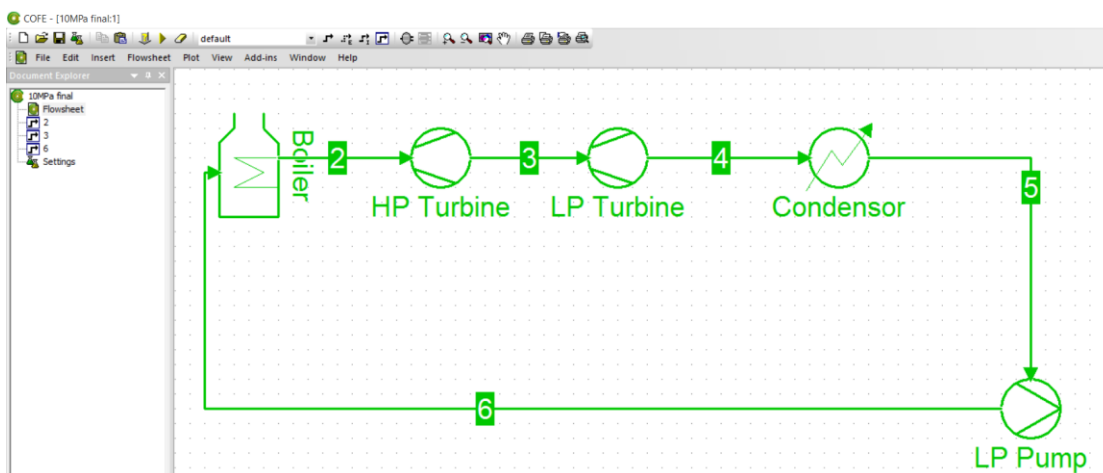 COFE - [10MPa final:1]
default
File Edit Insert Flowsheet Plot View Add-ins Window Help
Document Explorer
10MPa final
Flowsheet
2
3
6
Settings
Boiler
2
HP Turbine
3
LP Turbine
4
Condensor
5
6
LP Pump